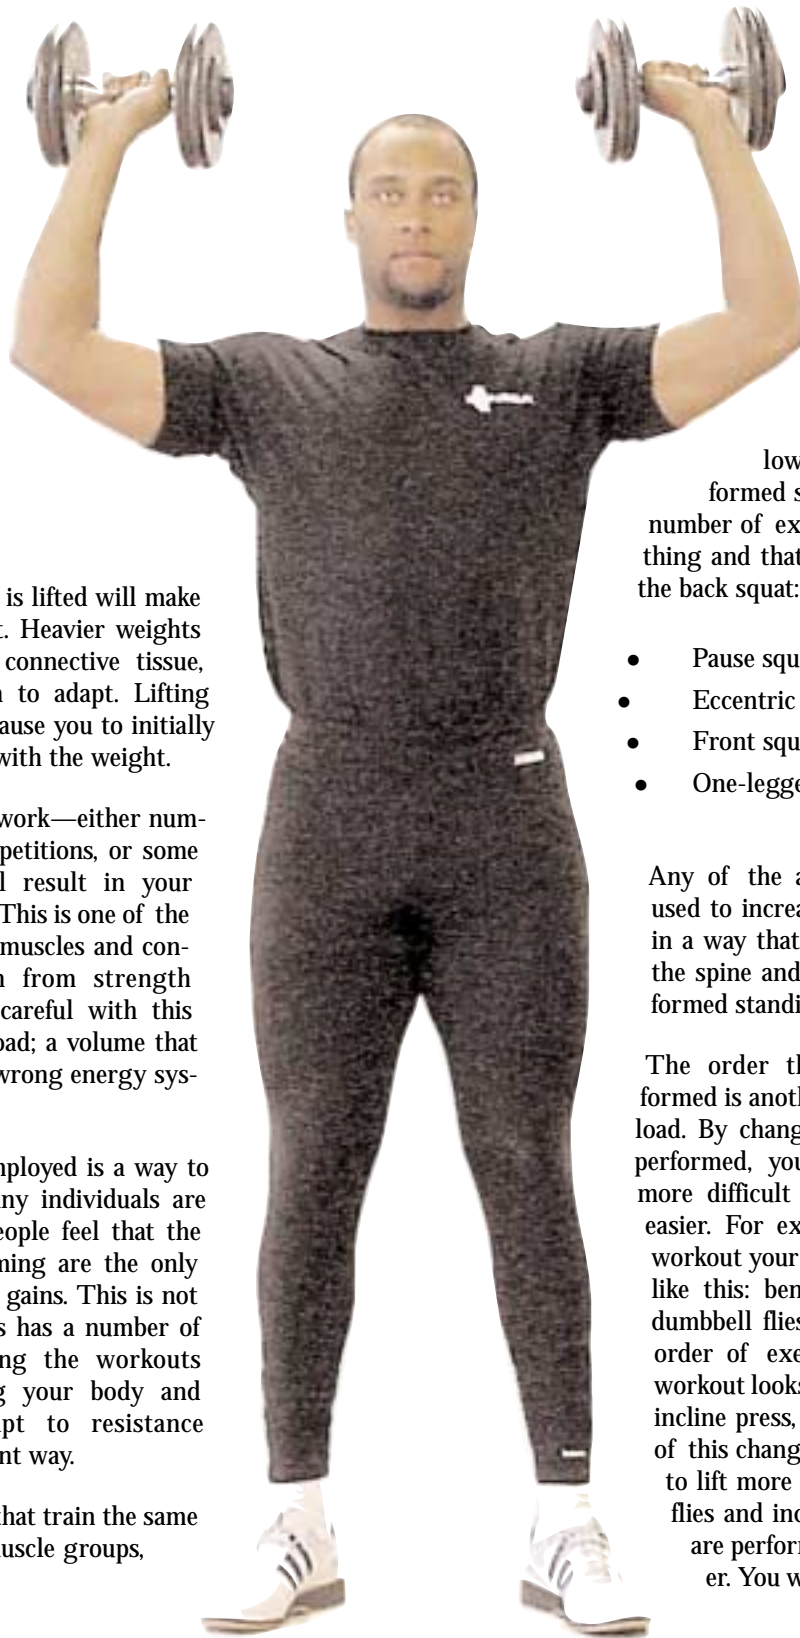 is lifted will make
t. Heavier weights
connective tissue,
to adapt. Lifting
ause you to initially
with the weight.
work—either num-
petitions, or some
l result in your
This is one of the
muscles and con-
from strength
careful with this
oad; a volume that
wrong energy sys-
mployed is a way to
ny individuals are
eople feel that the
ming are the only
gains. This is not
s has a number of
ng the workouts
g your body and
pt to resistance
nt way.
that train the same
uscle groups,
low
formed s
number of ex
thing and that
the back squat:
● Pause squ
● Eccentric
● Front squ
● One-legge
Any of the a
used to increa
in a way that
the spine and
formed standi
The order th
formed is anoth
load. By chang
performed, you
more difficult
easier. For ex
workout your
like this: ben
dumbbell flies
order of exe
workout looks
incline press,
of this chang
to lift more
flies and inc
are perform
er. You w